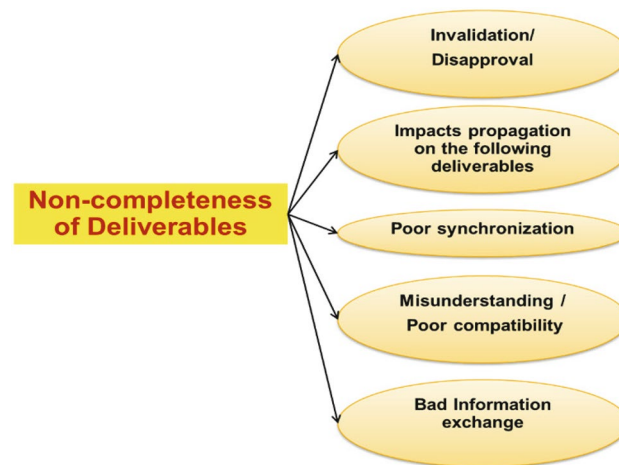 Invalidation/
Disapproval
Impacts propagation
on the following
deliverables
Non-completeness
of Deliverables
Poor synchronization
Misunderstanding /
Poor compatibility
Bad Information
exchange